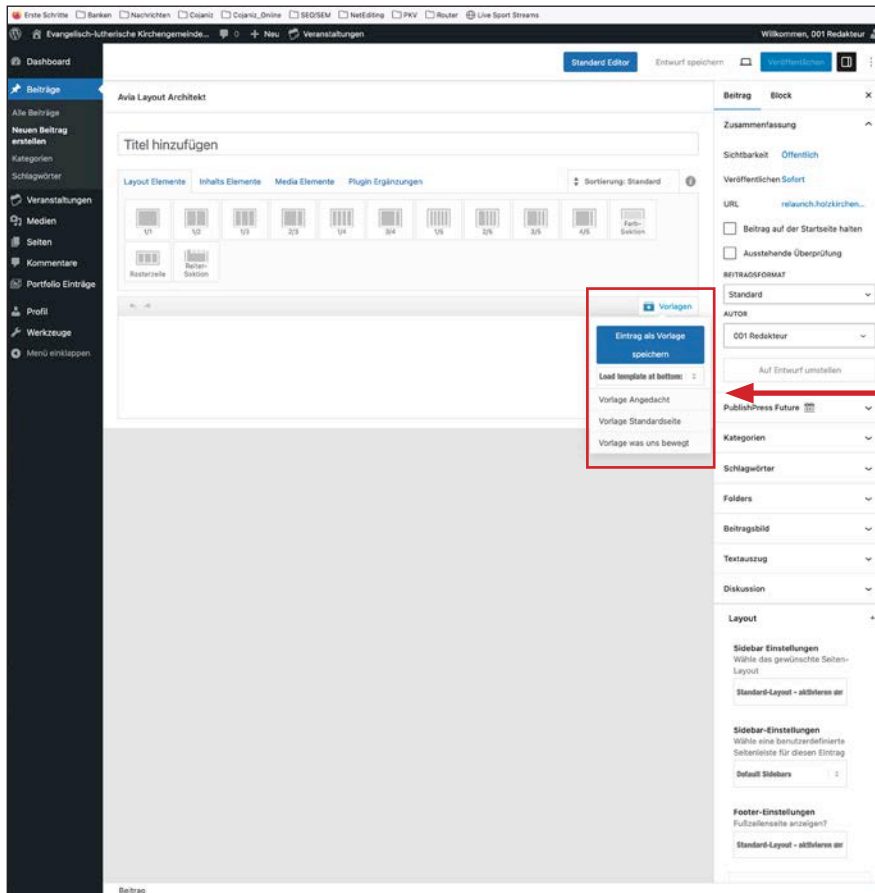 Erste Schritte Banken Nachrichten Cojaniz Cojaniz_Online SEO/SEM NetEditing PKV Router Live Sport Streams
Evangelisch-lutherische Kirchengemeinde... 0 + Neu Veranstaltungen Willkommen, 001 Redakteur
Dashboard
Beiträge
Alle Beiträge
Neuen Beitrag
erstellen
Kategorien
Schlagwörter
Veranstaltungen
Medien
Seiten
Kommentare
Portfolio Einträge
Profil
Werkzeuge
Menü einklappen
Standard Editor Entwurf speichern Veröffentlichen
Avia Layout Architekt
Titel hinzufügen
Layout Elemente Inhalts Elemente Media Elemente Plugin Ergänzungen Sortierung: Standard
1/1 1/2 1/3 2/3 1/4 3/4 1/5 2/5 3/5 4/5 Farb-
Sektion
Rasterzeile Reiter-
Sektion
Vorlagen
Eintrag als Vorlage
speichern
Load template at bottom:
Vorlage Angedacht
Vorlage Standardseite
Vorlage was uns bewegt
Beitrag Block ×
Zusammenfassung
Sichtbarkeit Öffentlich
Veröffentlichen Sofort
URL relaunch.holzkirchen...
Beitrag auf der Startseite halten
Ausstehende Überprüfung
BEITRAGSFORMAT
Standard
AUTOR
001 Redakteur
Auf Entwurf umstellen
PublishPress Future
Kategorien
Schlagwörter
Folders
Beitragsbild
Textauszug
Diskussion
Layout
Sidebar Einstellungen
Wähle das gewünschte Seiten-
Layout
Standard-Layout - aktivieren der
Sidebar-Einstellungen
Wähle eine benutzerdefinierte
Seitenleiste für diesen Eintrag
Default Sidebars
Footer-Einstellungen
Fußzeilenseite anzeigen?
Standard-Layout - aktivieren der
Beitrag